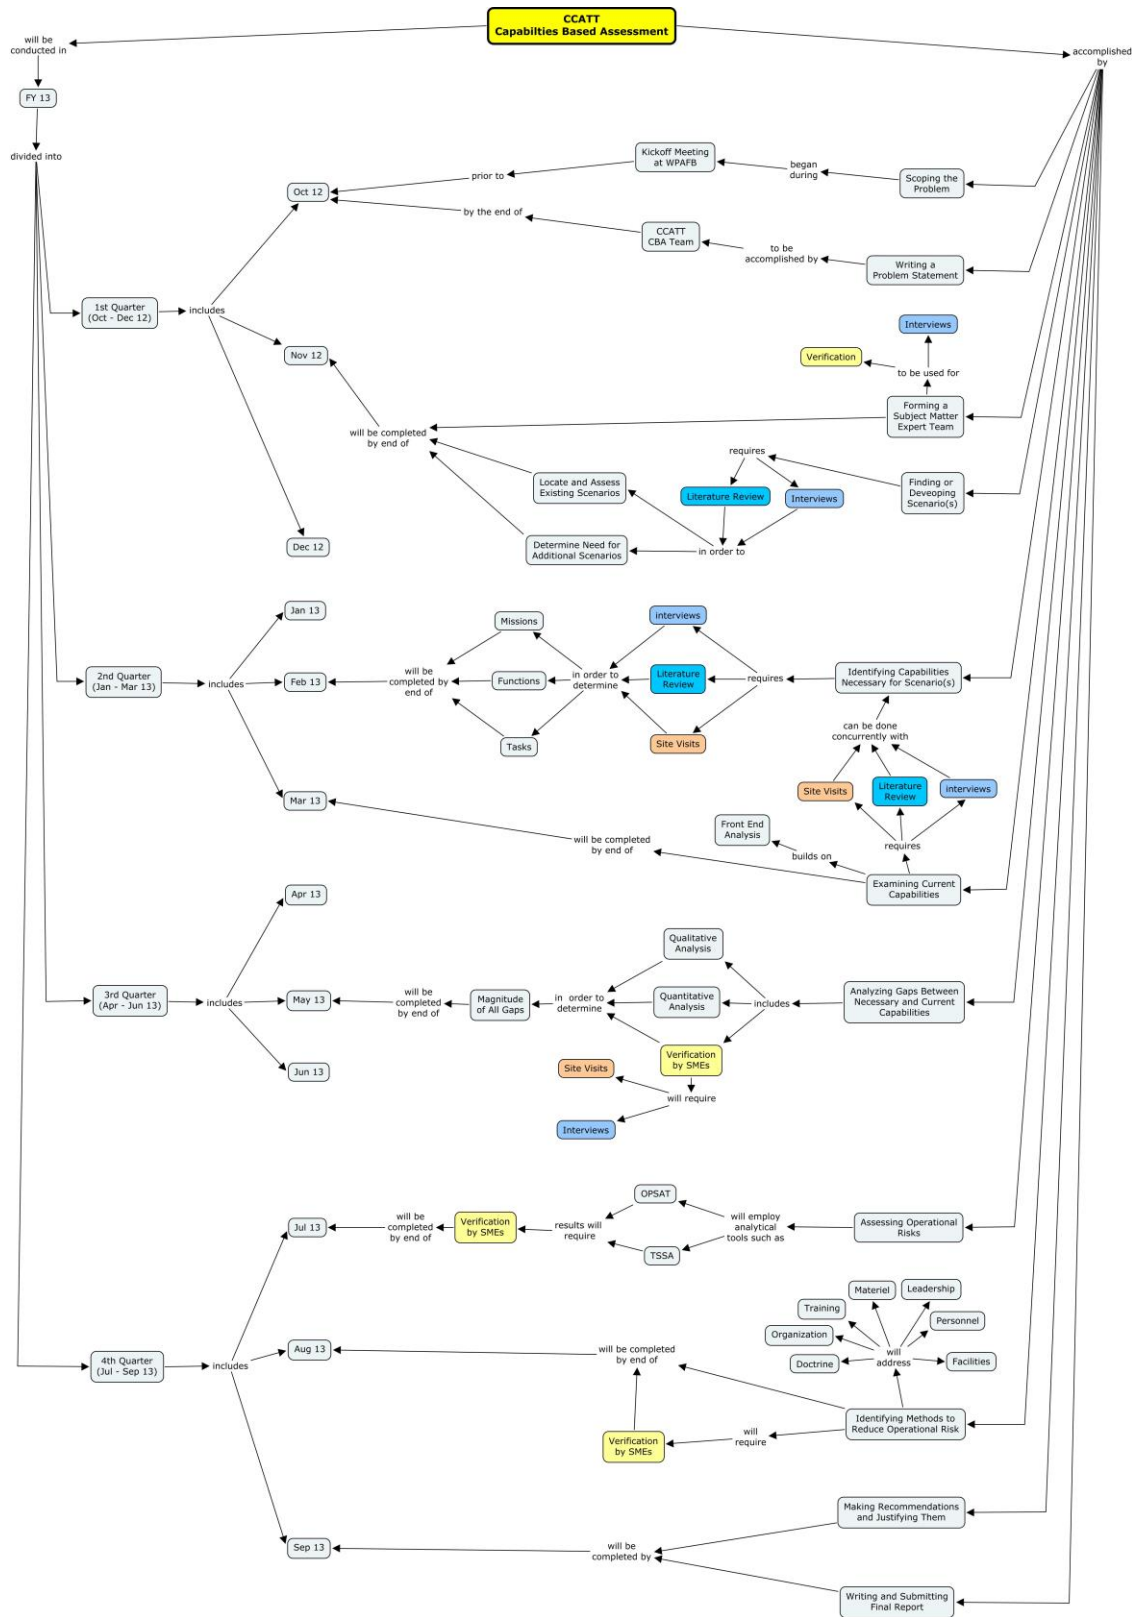 CCATT
Capabilties Based Assessment
will be
conducted in
accomplished
by
FY 13
divided into
Kickoff Meeting
at WPAFB
began
during
Scoping the
Problem
prior to
Oct 12
by the end of
CCATT
CBA Team
to be
accomplished by
Writing a
Problem Statement
1st Quarter
(Oct - Dec 12)
includes
Interviews
Verification
to be used for
Nov 12
Forming a
Subject Matter
Expert Team
will be completed
by end of
requires
Locate and Assess
Existing Scenarios
Literature Review
Interviews
Finding or
Deveoping
Scenario(s)
Dec 12
Determine Need for
Additional Scenarios
in order to
Jan 13
Missions
interviews
2nd Quarter
(Jan - Mar 13)
includes
Feb 13
will be
completed by
end of
Functions
in order to
determine
Literature
Review
requires
Identifying Capabilities
Necessary for Scenario(s)
Tasks
Site Visits
can be done
concurrently with
Mar 13
Site Visits
Literature
Review
interviews
Front End
Analysis
will be completed
by end of
builds on
requires
Examining Current
Capabilities
Apr 13
Qualitative
Analysis
3rd Quarter
(Apr - Jun 13)
includes
May 13
will be
completed
by end of
Magnitude
of All Gaps
in order to
determine
Quantitative
Analysis
includes
Analyzing Gaps Between
Necessary and Current
Capabilities
Verification
by SMEs
Jun 13
Site Visits
will require
Interviews
OPSAT
Jul 13
will be
completed
by end of
Verification
by SMEs
results will
require
will employ
analytical
tools such as
Assessing Operational
Risks
TSSA
Materiel
Leadership
Training
Personnel
Organization
4th Quarter
(Jul - Sep 13)
includes
Aug 13
will be completed
by end of
Doctrine
will
address
Facilities
Identifying Methods to
Reduce Operational Risk
Verification
by SMEs
will
require
Making Recommendations
and Justifying Them
Sep 13
will be
completed by
Writing and Submitting
Final Report